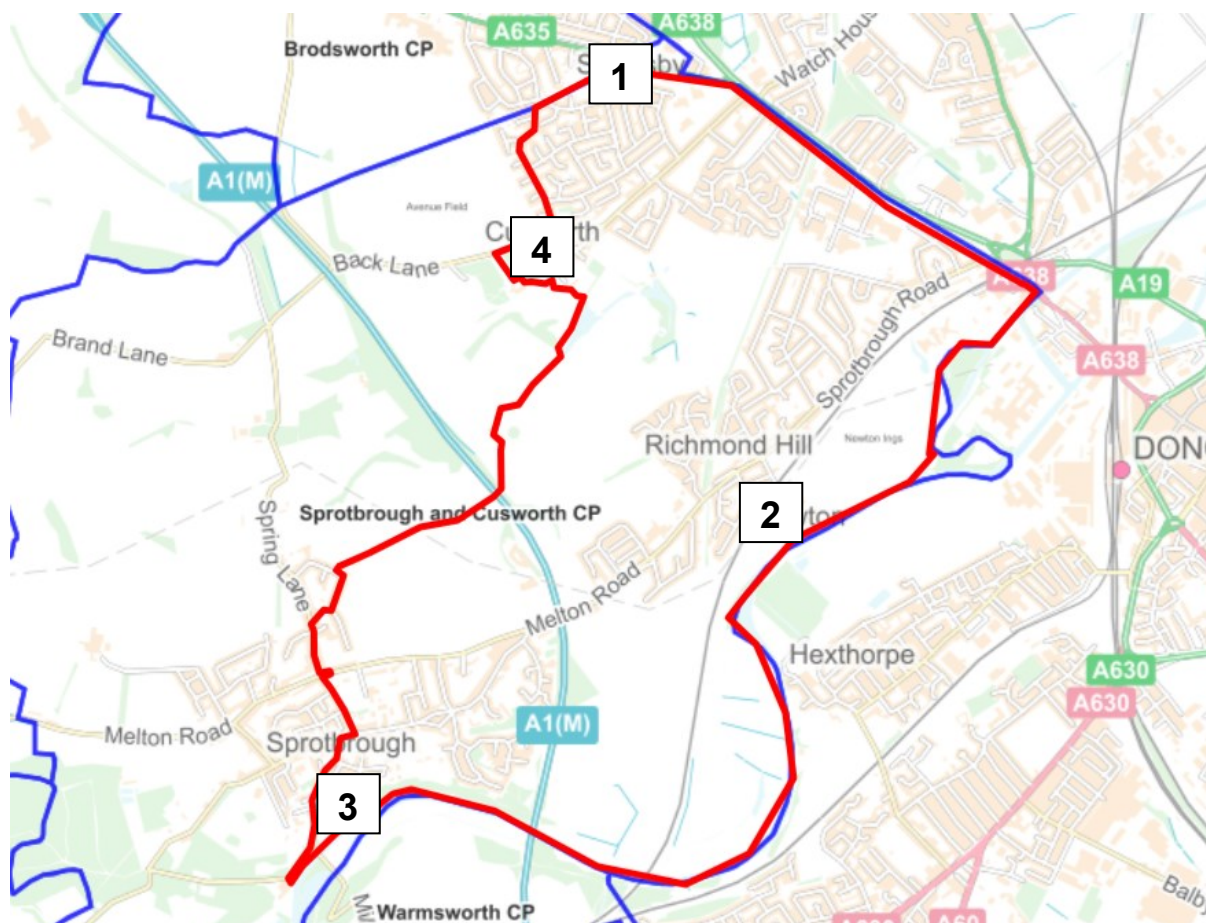 A635
A638
Brodsworth CP
1
Watch Hous
A1(M)
Avenue Field
4
Back Lane
A638
A19
Brand Lane
Sprotbrough Road
A638
Richmond Hill
Newton Ings
DON
2
Sprotbrough and Cusworth CP
Spring Lane
Melton Road
Hexthorpe
A630
A630
Melton Road
A1(M)
Sprotbrough
3
Warmsworth CP
Balby